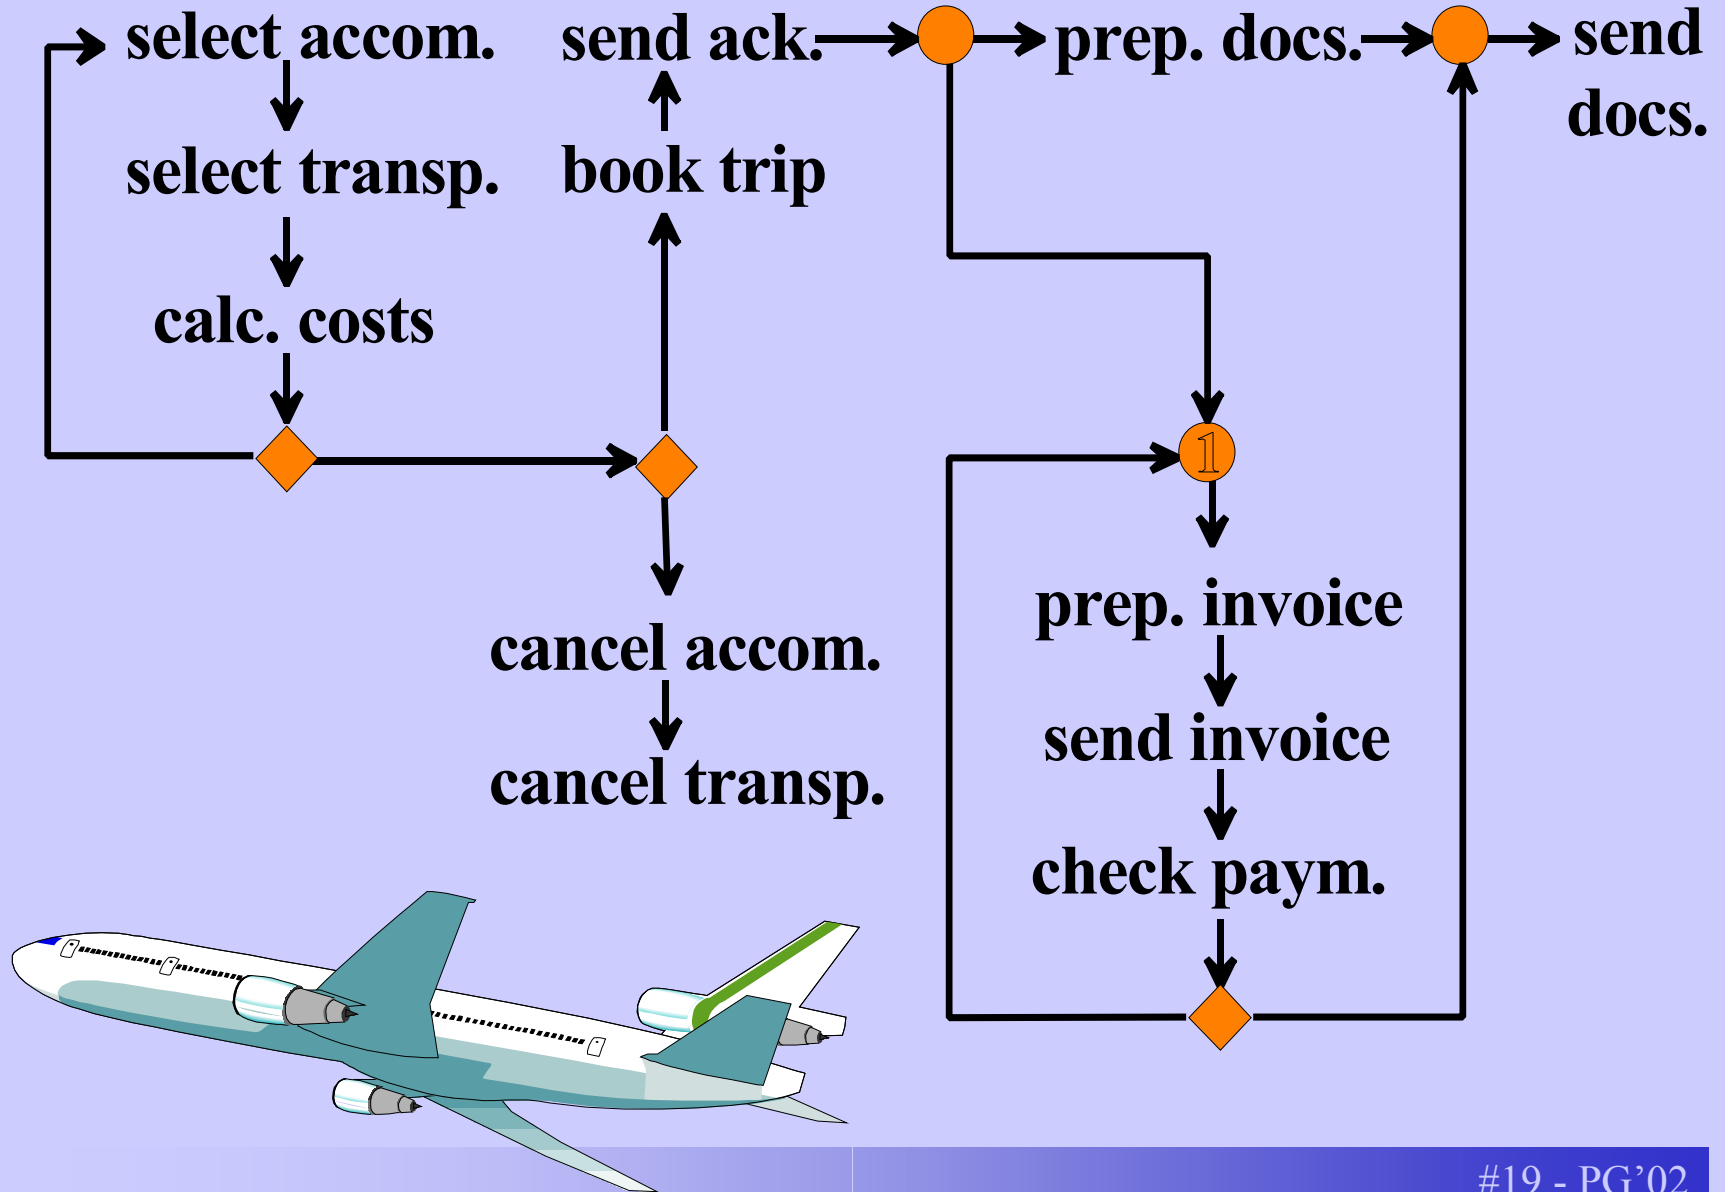 select accom.
select transp.
calc. costs
send ack.
book trip
cancel accom.
cancel transp.
prep. docs.
send
docs.
1
prep. invoice
send invoice
check paym.
#19 - PG’02